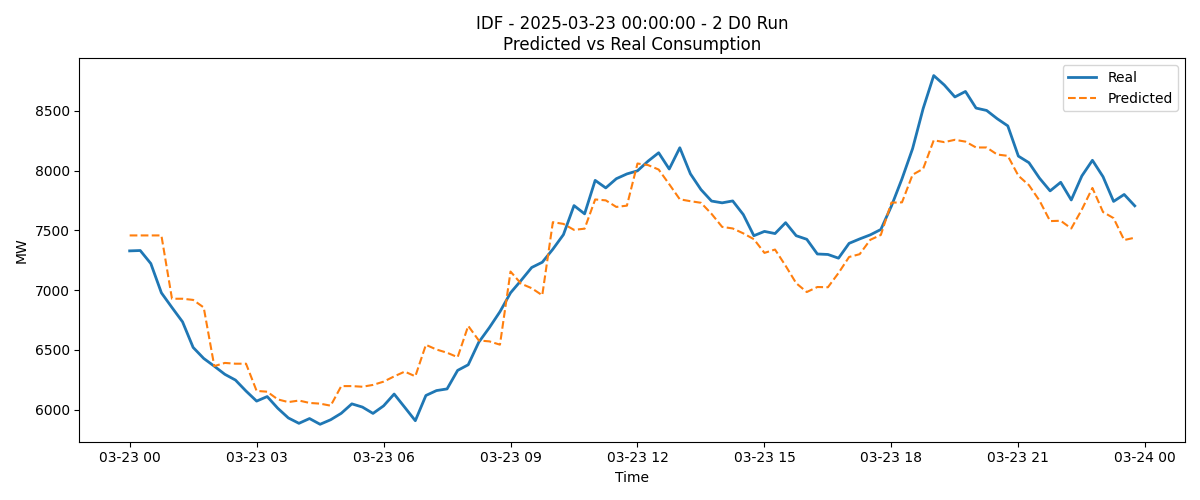 IDF - 2025-03-23 00:00:00 - 2 D0 Run
Predicted vs Real Consumption
Real
Predicted
MW
8500
8000
7500
7000
6500
6000
03-23 00
03-23 03
03-23 06
03-23 09
03-23 12
03-23 15
03-23 18
03-23 21
03-24 00
Time